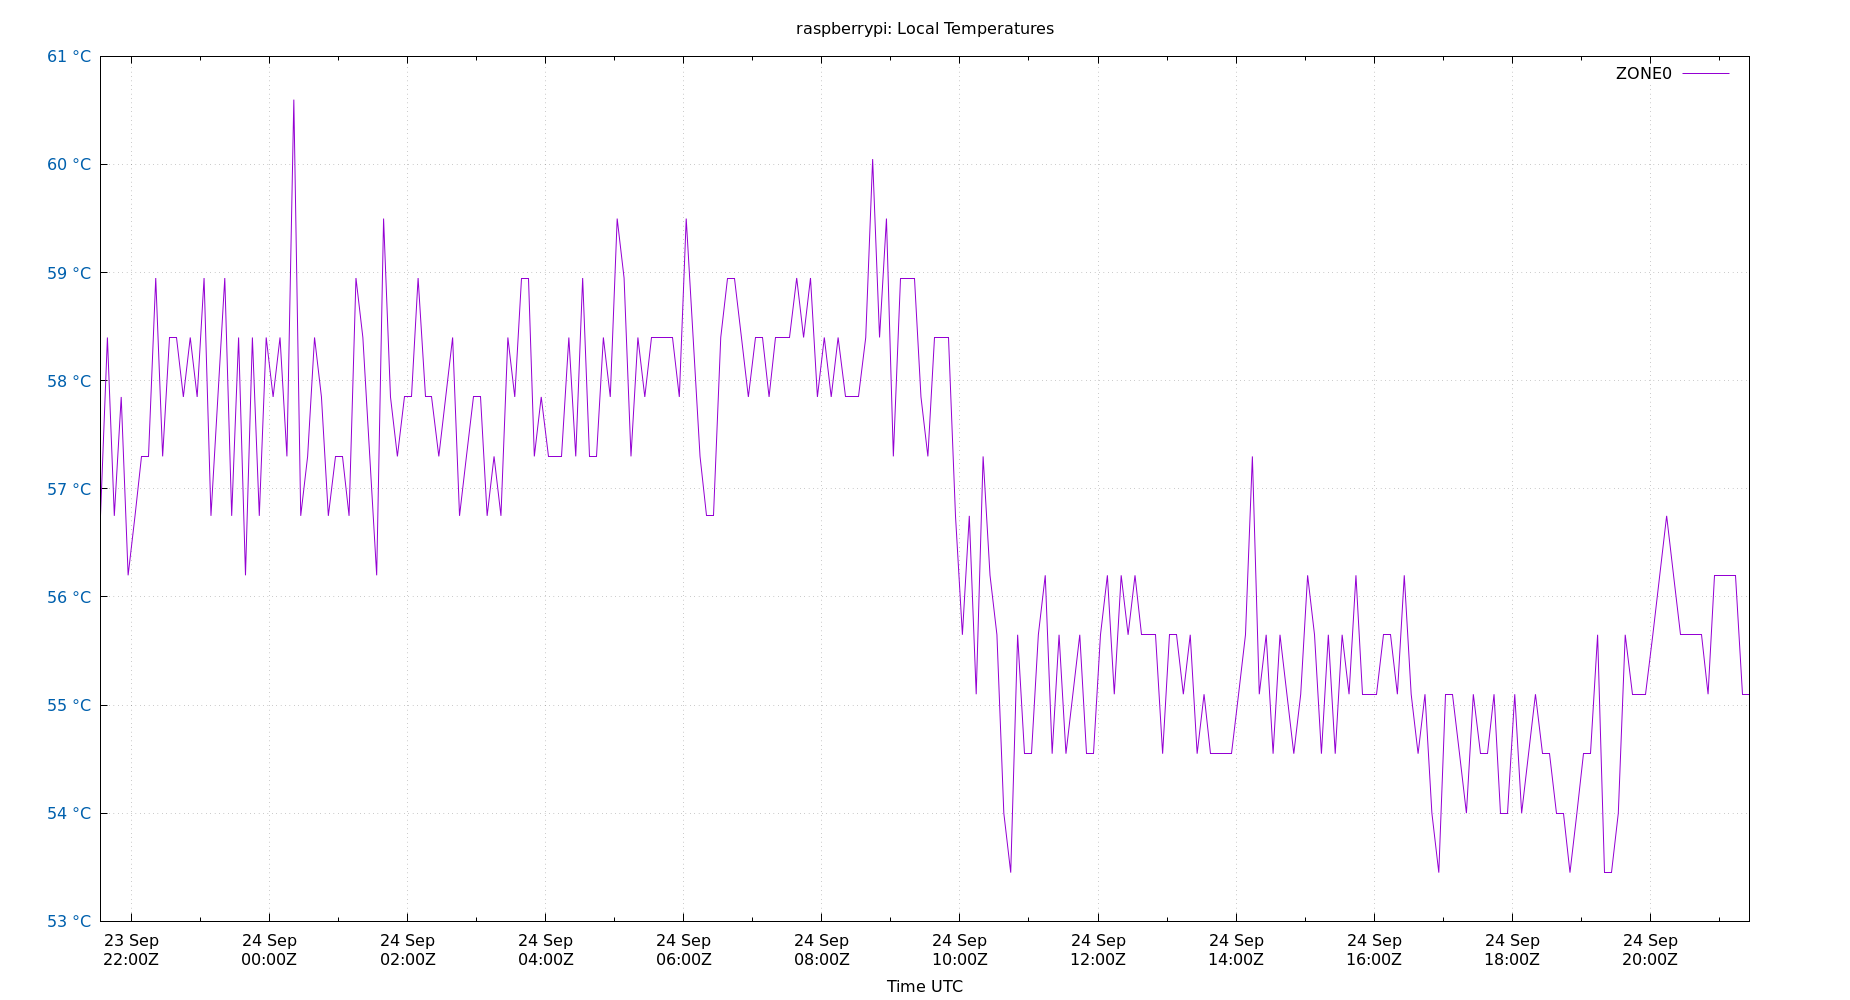 raspberrypi: Local Temperatures
61 °C
ZONE0
60 °C
59 °C
58 °C
57 °C
56 °C
55 °C
54 °C
53 °C
23 Sep 24 Sep 24 Sep 24 Sep 24 Sep 24 Sep 24 Sep 24 Sep 24 Sep 24 Sep 24 Sep 24 Sep
22:00Z 00:00Z 02:00Z 04:00Z 06:00Z 08:00Z 10:00Z 12:00Z 14:00Z 16:00Z 18:00Z 20:00Z
Time UTC